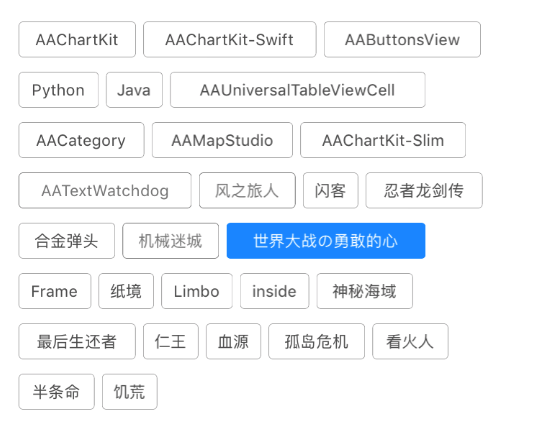 AAChartKit AAChartKit-Swift AAButtonsView
Python Java AAUniversalTableViewCell
AACategory AAMapStudio AAChartKit-Slim
AATextWatchdog 风之旅人 闪客 忍者龙剑传
合金弹头 机械迷城 世界大战の勇敢的心
Frame 纸境 Limbo inside 神秘海域
最后生还者 仁王 血源 孤岛危机 看火人
半条命 饥荒